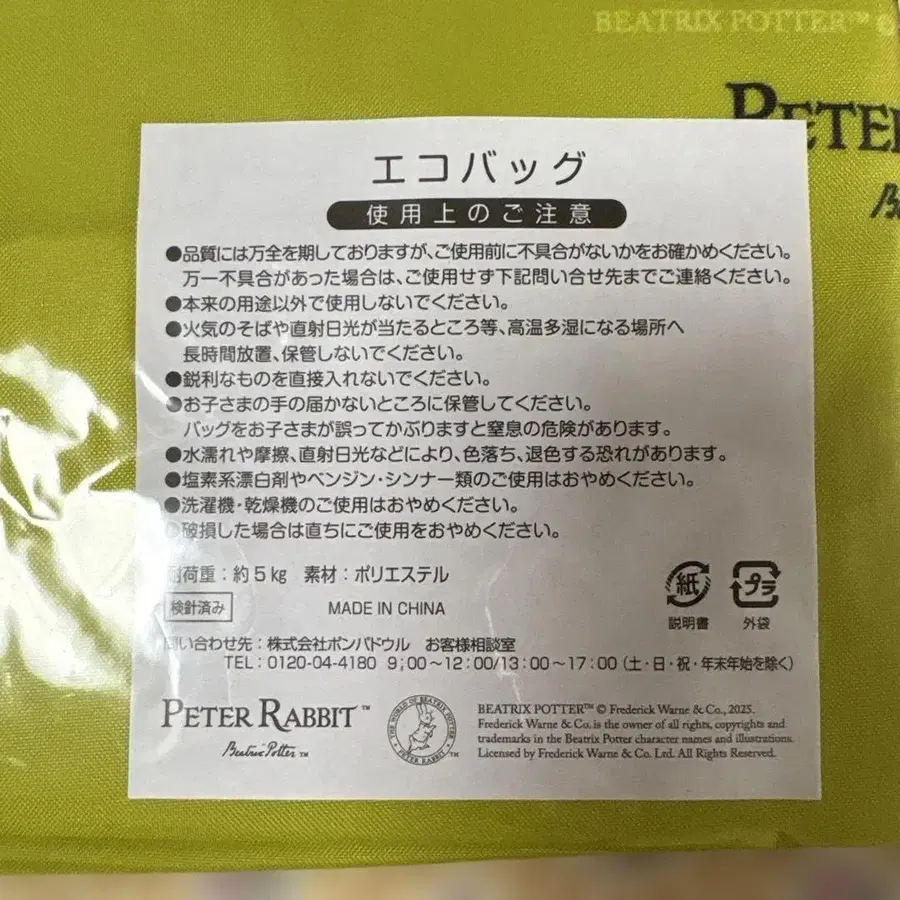 BEATRIX POTTER™ ©
PETER
エコバッグ
使用上のご注意
●品質には万全を期しておりますが、ご使用前に不具合がないかをお確かめください。
万一不具合があった場合は、ご使用せず下記問い合せ先までご連絡ください。
●本来の用途以外で使用しないでください。
●火気のそばや直射日光が当たるところ等、高温多湿になる場所へ
長時間放置、保管しないでください。
●鋭利なものを直接入れないでください。
●お子さまの手の届かないところに保管してください。
バッグをお子さまが誤ってかぶりますと窒息の危険があります。
●水濡れや摩擦、直射日光などにより、色落ち、退色する恐れがあります。
●塩素系漂白剤やベンジン・シンナー類のご使用はおやめください。
●洗濯機・乾燥機のご使用はおやめください。
●破損した場合は直ちにご使用をおやめください。
耐荷重：約5kg 素材：ポリエステル
検針済み MADE IN CHINA
紙 説明書
プラ 外袋
問い合わせ先：株式会社ポンパドウル お客様相談室
TEL：0120-04-4180 9;00〜12:00/13:00〜17:00（土・日・祝・年末年始を除く）
PETER RABBIT™
Beatrix Potter™
THE WORLD OF BEATRIX POTTER
PETER RABBIT™
BEATRIX POTTER™ © Frederick Warne & Co., 2025.
Frederick Warne & Co. is the owner of all rights, copyrights and
trademarks in the Beatrix Potter character names and illustrations.
Licensed by Frederick Warne & Co. Ltd. All Rights Reserved.